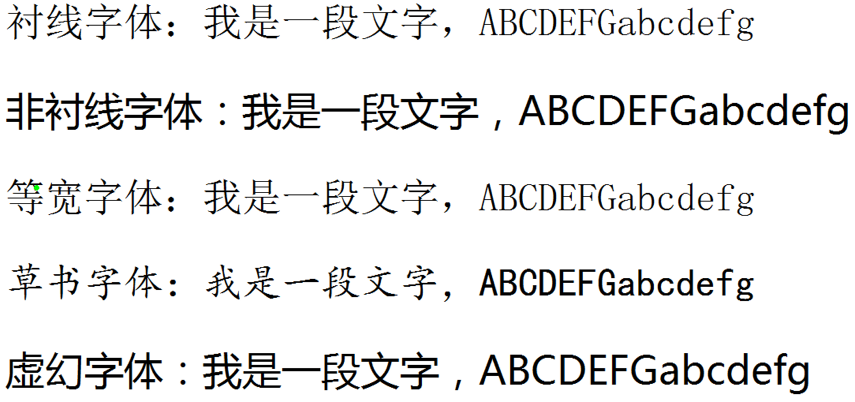 衬线字体：我是一段文字，ABCDEFGabcdefg
非衬线字体：我是一段文字，ABCDEFGabcdefg
等宽字体：我是一段文字，ABCDEFGabcdefg
草书字体：我是一段文字，ABCDEFGabcdefg
虚幻字体：我是一段文字，ABCDEFGabcdefg